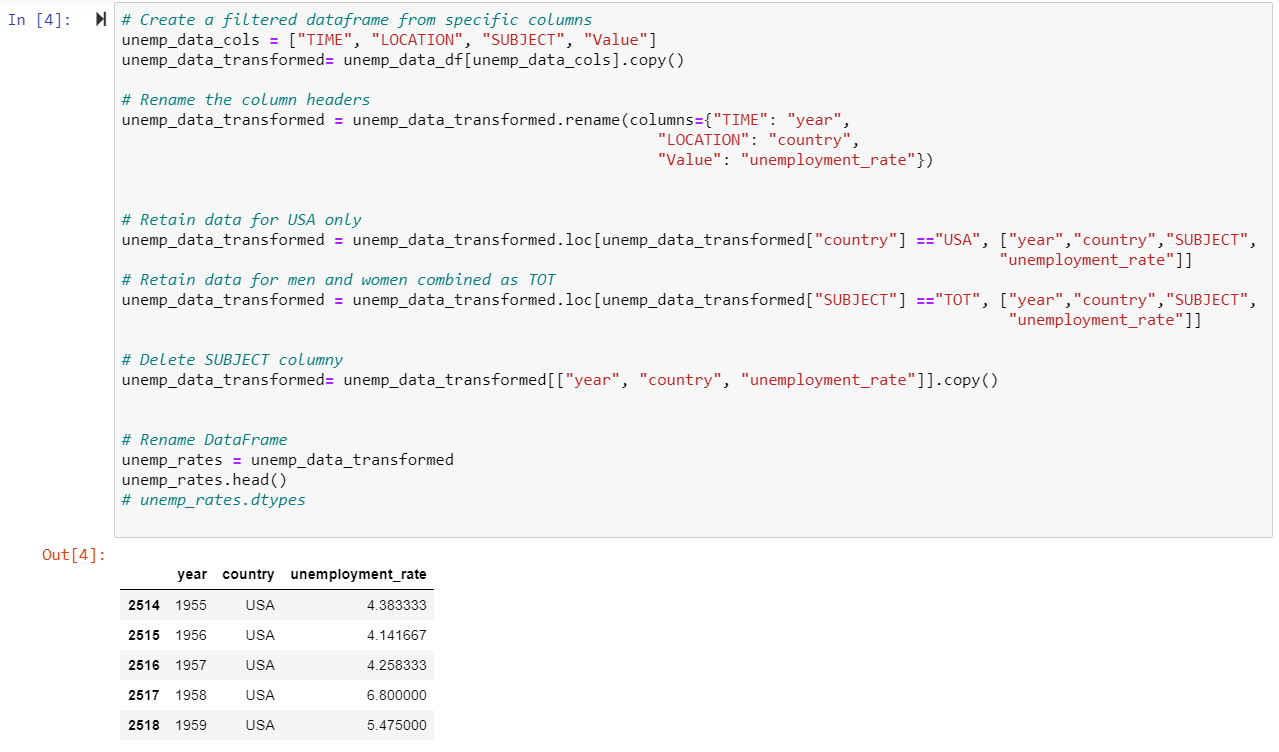 In [4]:
# Create a filtered dataframe from specific columns
unemp_data_cols = ["TIME", "LOCATION", "SUBJECT", "Value"]
unemp_data_transformed= unemp_data_df[unemp_data_cols].copy()
# Rename the column headers
unemp_data_transformed = unemp_data_transformed.rename(columns={"TIME": "year",
"LOCATION": "country",
"Value": "unemployment_rate"})
# Retain data for USA only
unemp_data_transformed = unemp_data_transformed.loc[unemp_data_transformed["country"] =="USA", ["year","country","SUBJECT",
"unemployment_rate"]]
# Retain data for men and women combined as TOT
unemp_data_transformed = unemp_data_transformed.loc[unemp_data_transformed["SUBJECT"] =="TOT", ["year","country","SUBJECT",
"unemployment_rate"]]
# Delete SUBJECT columny
unemp_data_transformed= unemp_data_transformed[["year", "country", "unemployment_rate"]].copy()
# Rename DataFrame
unemp_rates = unemp_data_transformed
unemp_rates.head()
# unemp_rates.dtypes
Out[4]:
year country unemployment_rate
2514 1955 USA 4.383333
2515 1956 USA 4.141667
2516 1957 USA 4.258333
2517 1958 USA 6.800000
2518 1959 USA 5.475000